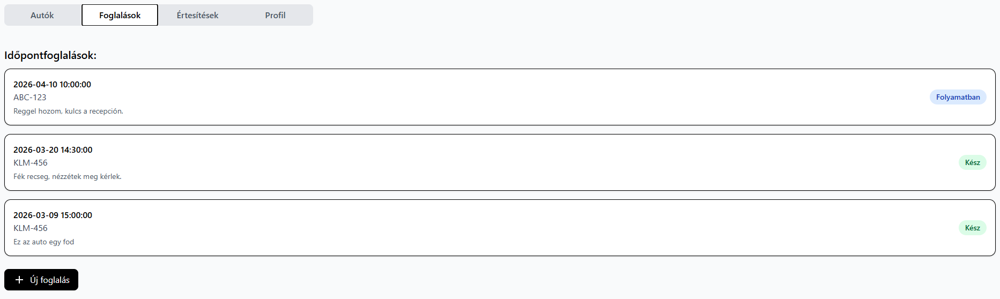 Autók Foglalások Értesítések Profil
Időpontfoglalások:
2026-04-10 10:00:00
ABC-123
Reggel hozom, kulcs a recepción.
Folyamatban
2026-03-20 14:30:00
KLM-456
Fék recseg, nézzétek meg kérlek.
Kész
2026-03-09 15:00:00
KLM-456
Ez az auto egy fod
Kész
+ Új foglalás